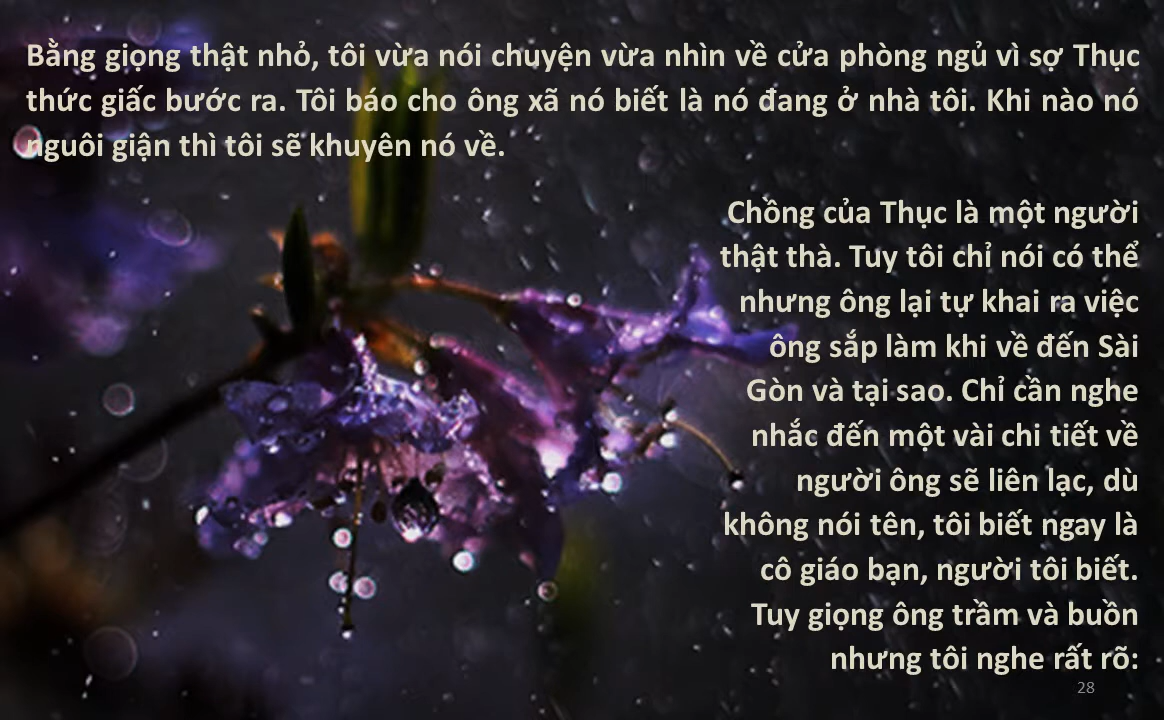 Bằng giọng thật nhỏ, tôi vừa nói chuyện vừa nhìn về cửa phòng ngủ vì sợ Thục
thức giấc bước ra. Tôi báo cho ông xã nó biết là nó đang ở nhà tôi. Khi nào nó
nguôi giận thì tôi sẽ khuyên nó về.
Chồng của Thục là một người
thật thà. Tuy tôi chỉ nói có thể
nhưng ông lại tự khai ra việc
ông sắp làm khi về đến Sài
Gòn và tại sao. Chỉ cần nghe
nhắc đến một vài chi tiết về
người ông sẽ liên lạc, dù
không nói tên, tôi biết ngay là
cô giáo bạn, người tôi biết.
Tuy giọng ông trầm và buồn
nhưng tôi nghe rất rõ:
28